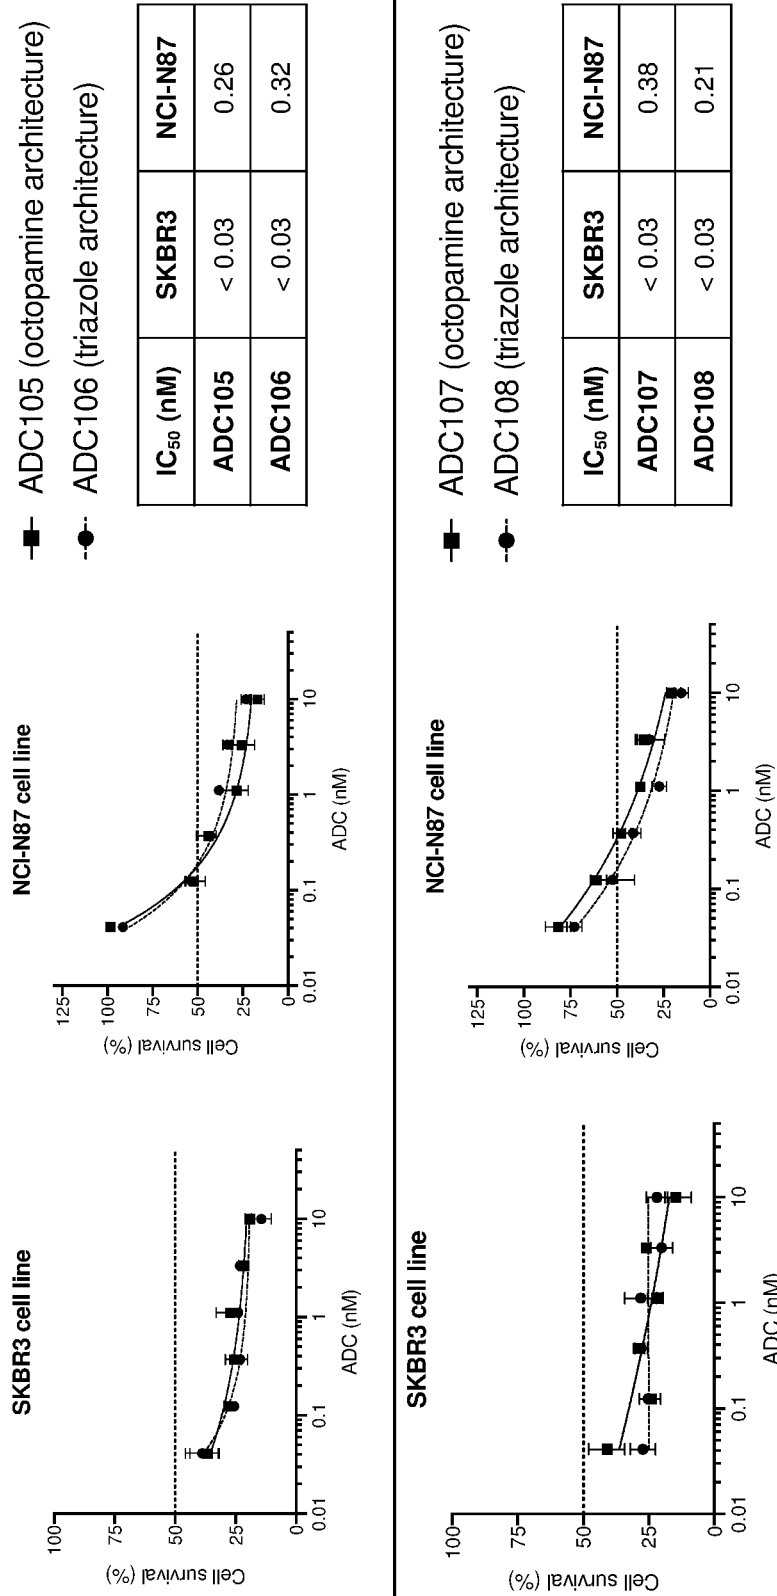 SKBR3 cell line
Cell survival (%)
100
75
50
25
0
0.01
0.1
1
10
ADC (nM)
NCI-N87 cell line
Cell survival (%)
125
100
75
50
25
0
0.01
0.1
1
10
ADC (nM)
ADC105 (octopamine architecture)
ADC106 (triazole architecture)
IC₅₀ (nM) SKBR3 NCI-N87
ADC105 < 0.03 0.26
ADC106 < 0.03 0.32
SKBR3 cell line
Cell survival (%)
100
75
50
25
0
0.01
0.1
1
10
ADC (nM)
NCI-N87 cell line
Cell survival (%)
125
100
75
50
25
0
0.01
0.1
1
10
ADC (nM)
ADC107 (octopamine architecture)
ADC108 (triazole architecture)
IC₅₀ (nM) SKBR3 NCI-N87
ADC107 < 0.03 0.38
ADC108 < 0.03 0.21